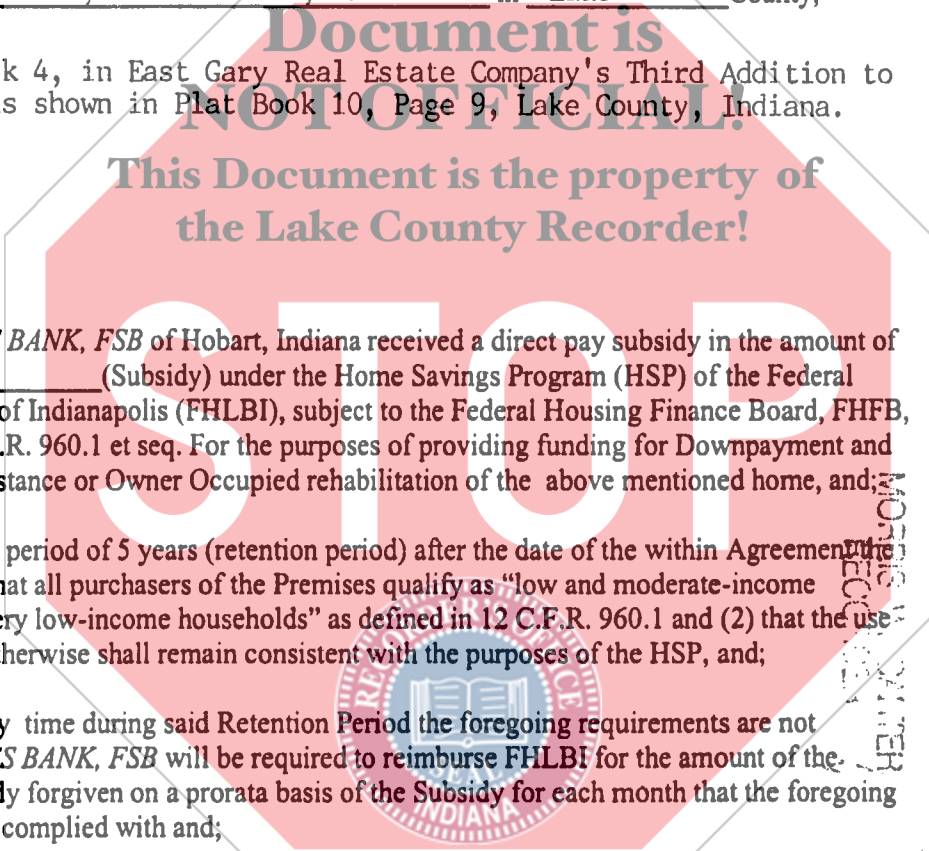 County,
Document is
k 4, in East Gary Real Estate Company's Third Addition to
s shown in Plat Book 10, Page 9, Lake County, Indiana.
NOT OFFICIAL!
This Document is the property of
the Lake County Recorder!
STOP
BANK, FSB of Hobart, Indiana received a direct pay subsidy in the amount of
(Subsidy) under the Home Savings Program (HSP) of the Federal
of Indianapolis (FHLBI), subject to the Federal Housing Finance Board, FHFB,
.R. 960.1 et seq. For the purposes of providing funding for Downpayment and
stance or Owner Occupied rehabilitation of the above mentioned home, and;
period of 5 years (retention period) after the date of the within Agreement the
hat all purchasers of the Premises qualify as "low and moderate-income
ery low-income households" as defined in 12 C.F.R. 960.1 and (2) that the use
therwise shall remain consistent with the purposes of the HSP, and;
y time during said Retention Period the foregoing requirements are not
S BANK, FSB will be required to reimburse FHLBI for the amount of the
ly forgiven on a prorata basis of the Subsidy for each month that the foregoing
complied with and;
RECORDER'S OFFICE
SEAL
INDIANA